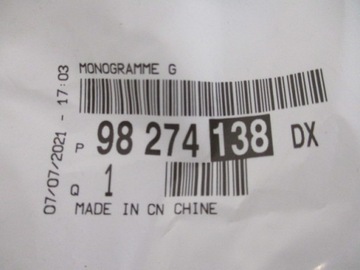 MONOGRAMME G
P 98 274 138 DX
Q 1
MADE IN CN CHINE
07/07/2021 - 17:03